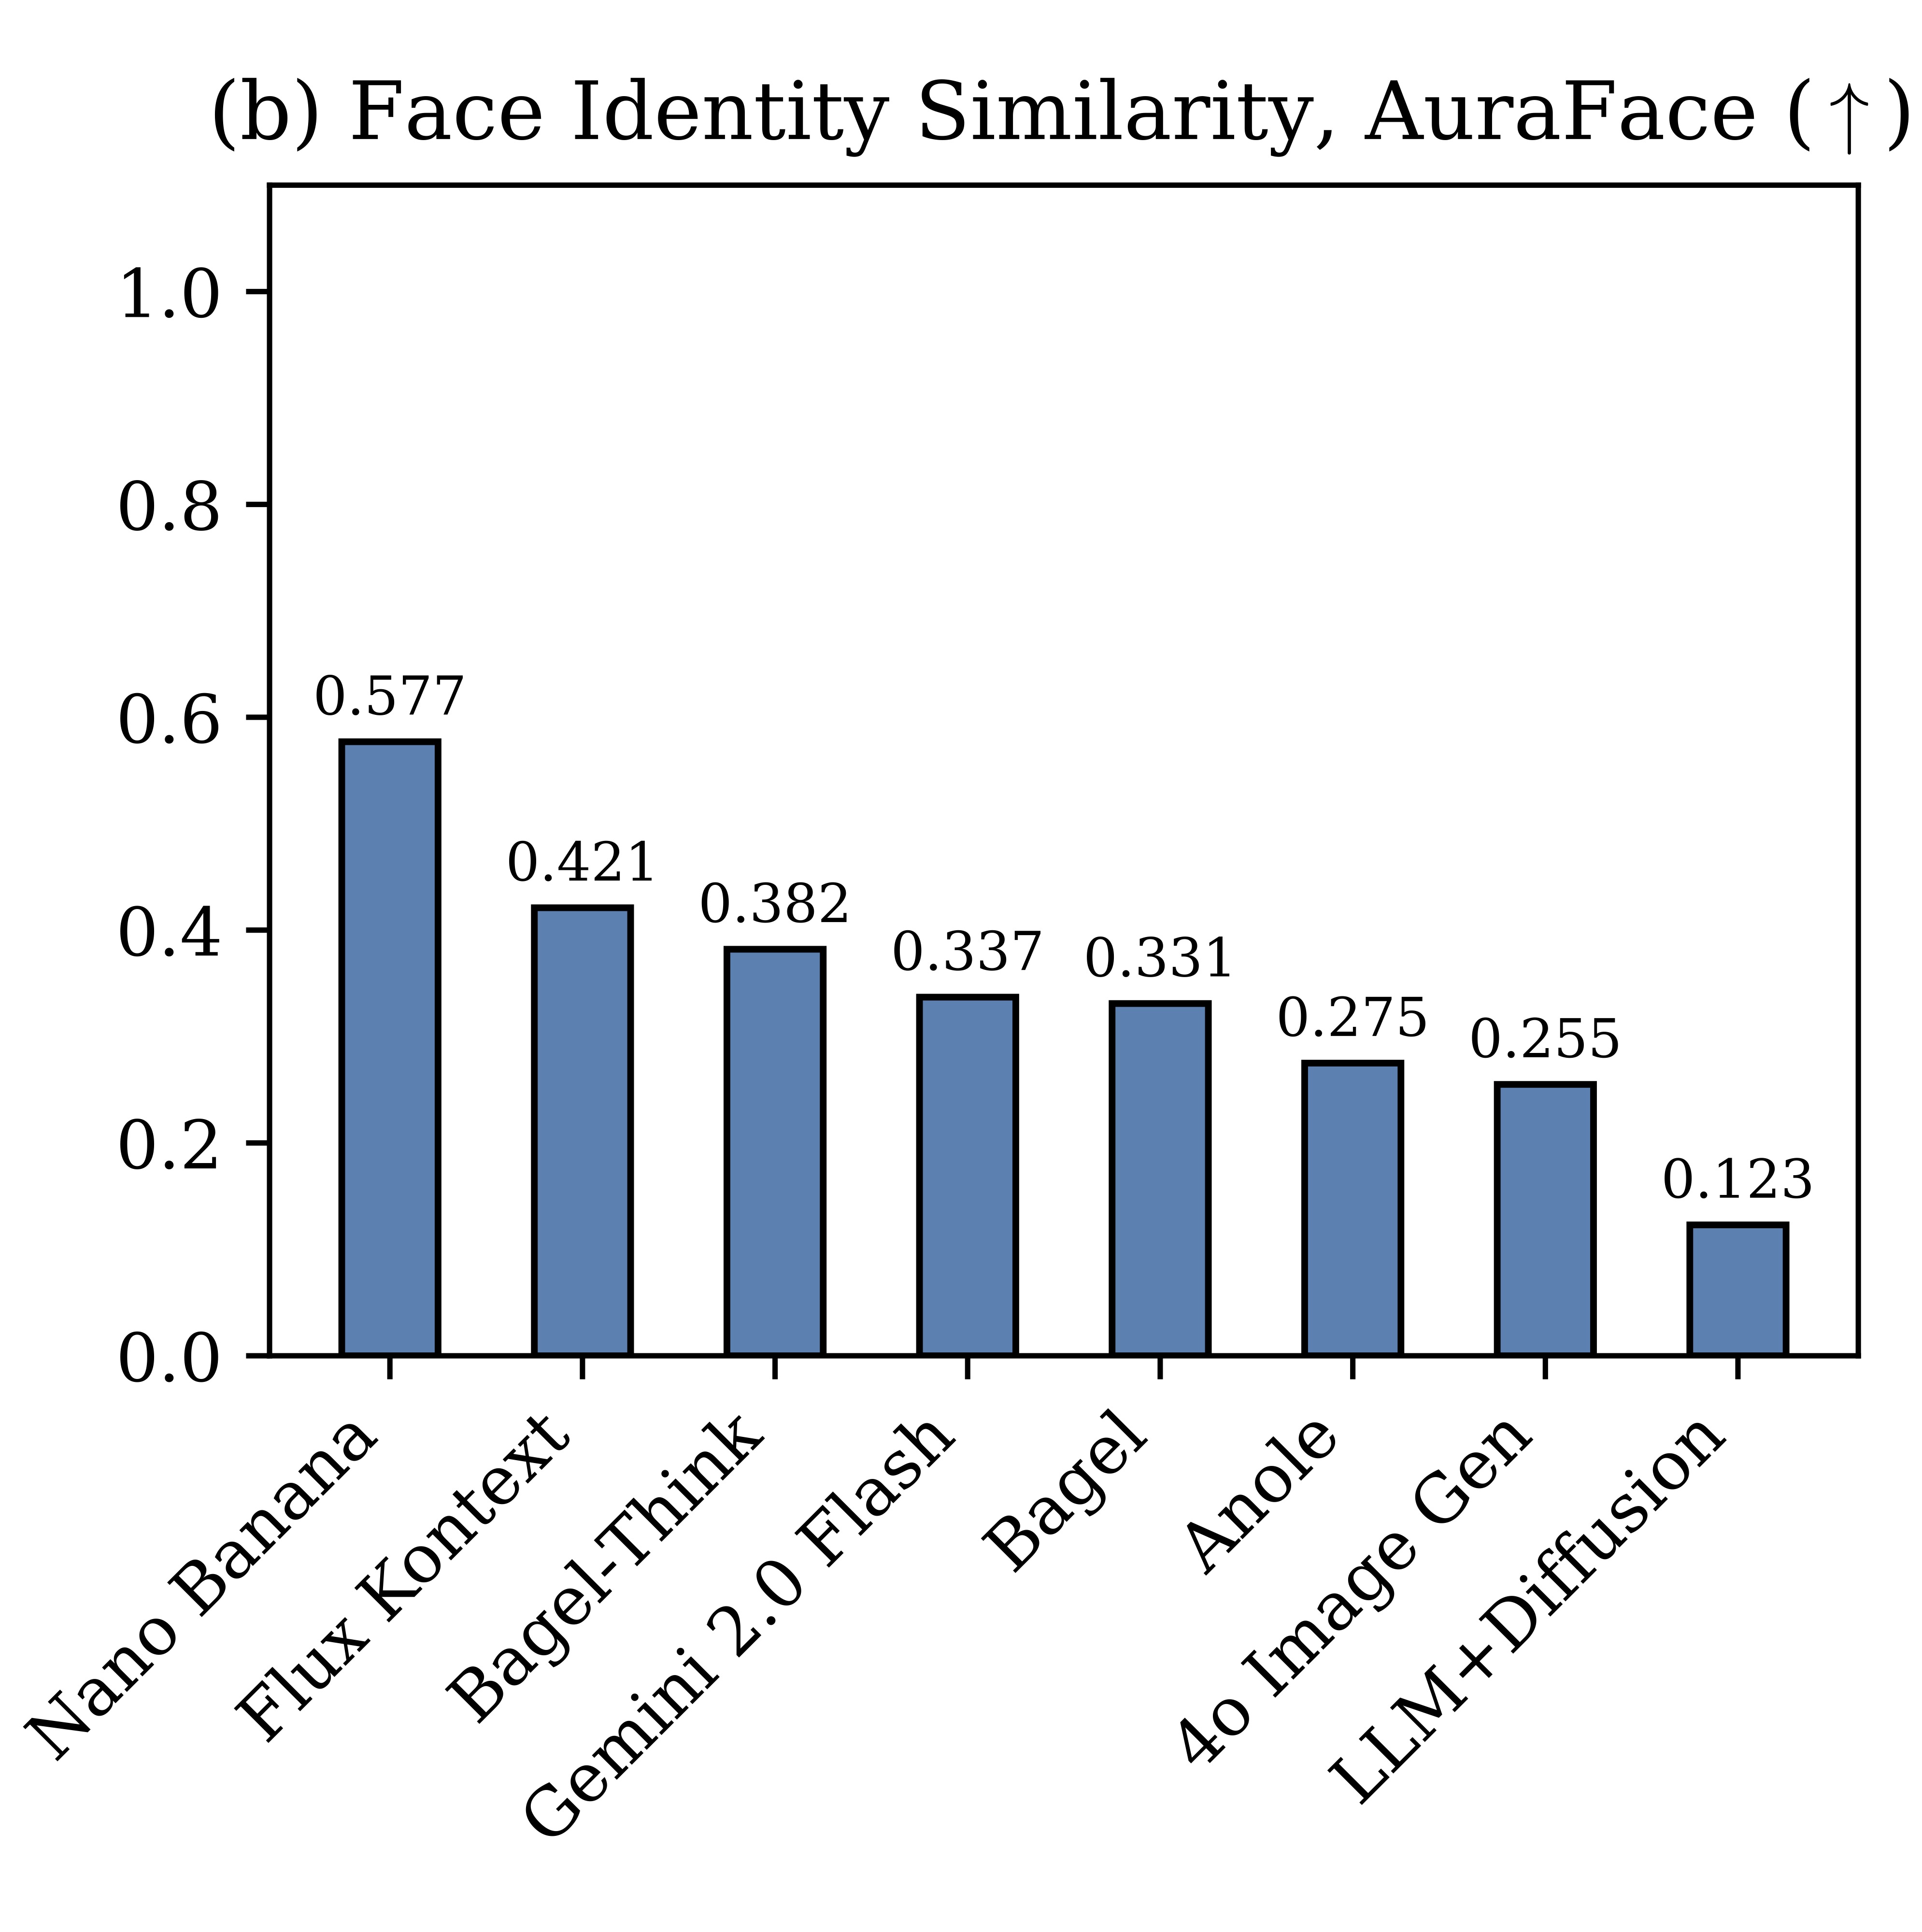 (b) Face Identity Similarity, AuraFace (↑)
1.0
0.8
0.6
0.4
0.2
0.0
0.577
0.421
0.382
0.337
0.331
0.275
0.255
0.123
Nano Banana
Flux Kontext
Bagel-Think
Gemini 2.0 Flash
Bagel
Anole
4o Image Gen
LLM+Diffusion